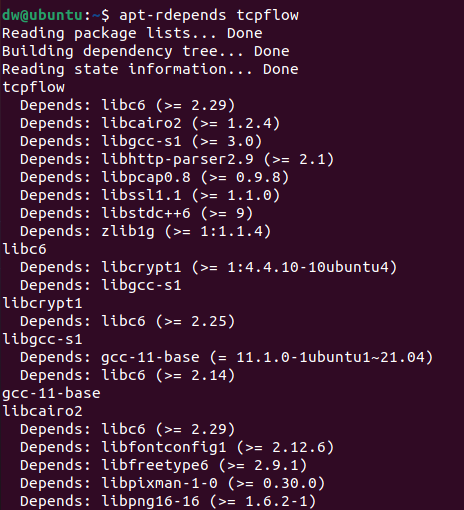 dw@ubuntu:~$ apt-rdepends tcpflow
Reading package lists... Done
Building dependency tree... Done
Reading state information... Done
tcpflow
  Depends: libc6 (>= 2.29)
  Depends: libcairo2 (>= 1.2.4)
  Depends: libgcc-s1 (>= 3.0)
  Depends: libhttp-parser2.9 (>= 2.1)
  Depends: libpcap0.8 (>= 0.9.8)
  Depends: libssl1.1 (>= 1.1.0)
  Depends: libstdc++6 (>= 9)
  Depends: zlib1g (>= 1:1.1.4)
libc6
  Depends: libcrypt1 (>= 1:4.4.10-10ubuntu4)
  Depends: libgcc-s1
libcrypt1
  Depends: libc6 (>= 2.25)
libgcc-s1
  Depends: gcc-11-base (= 11.1.0-1ubuntu1~21.04)
  Depends: libc6 (>= 2.14)
gcc-11-base
libcairo2
  Depends: libc6 (>= 2.29)
  Depends: libfontconfig1 (>= 2.12.6)
  Depends: libfreetype6 (>= 2.9.1)
  Depends: libpixman-1-0 (>= 0.30.0)
  Depends: libpng16-16 (>= 1.6.2-1)